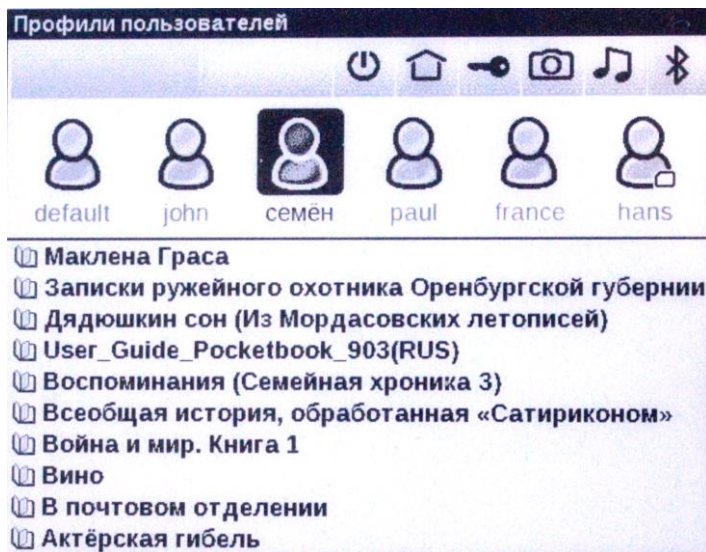 Профили пользователей
default john семён paul france hans
Маклена Граса
Записки ружейного охотника Оренбургской губернии
Дядюшкин сон (Из Мордасовских летописей)
User_Guide_Pocketbook_903(RUS)
Воспоминания (Семейная хроника 3)
Всеобщая история, обработанная «Сатириконом»
Война и мир. Книга 1
Вино
В почтовом отделении
Актёрская гибель